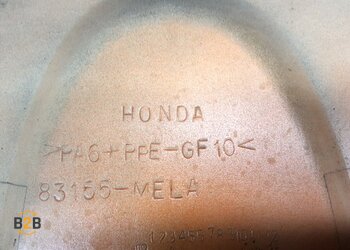 HONDA
>PA6+PPE-GF10<
83155-MELA
B2B